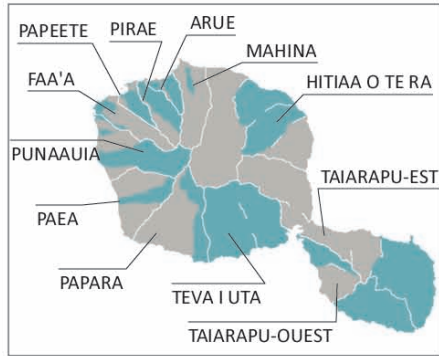 PAPEETE
PIRAE
ARUE
MAHINA
FAA'A
HITIAA O TE RA
PUNAAUIA
TAIARAPU-EST
PAEA
PAPARA
TEVA I UTA
TAIARAPU-OUEST